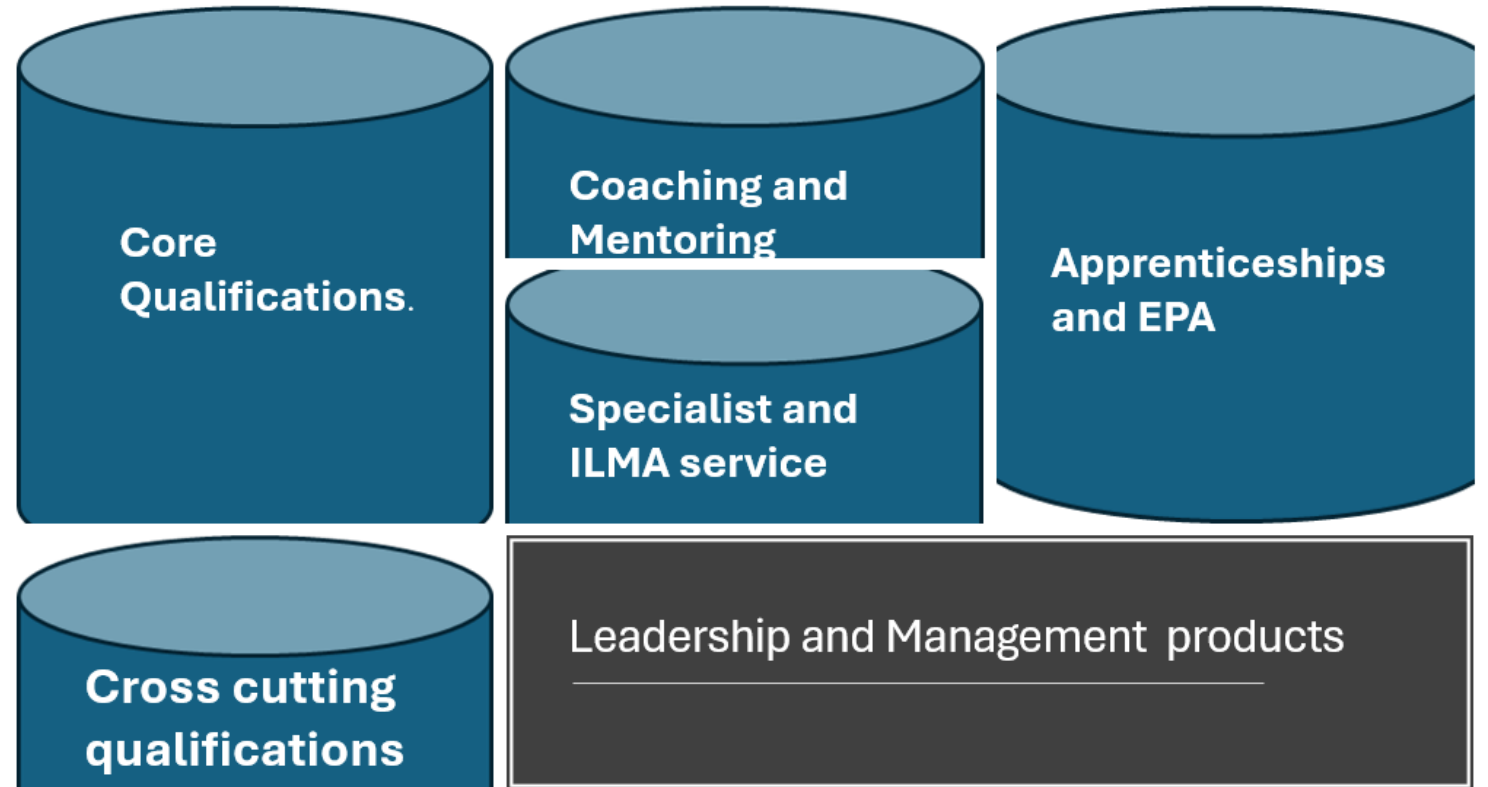 Core
Qualifications.
Coaching and
Mentoring
Specialist and
ILMA service
Apprenticeships
and EPA
Cross cutting
qualifications
Leadership and Management  products